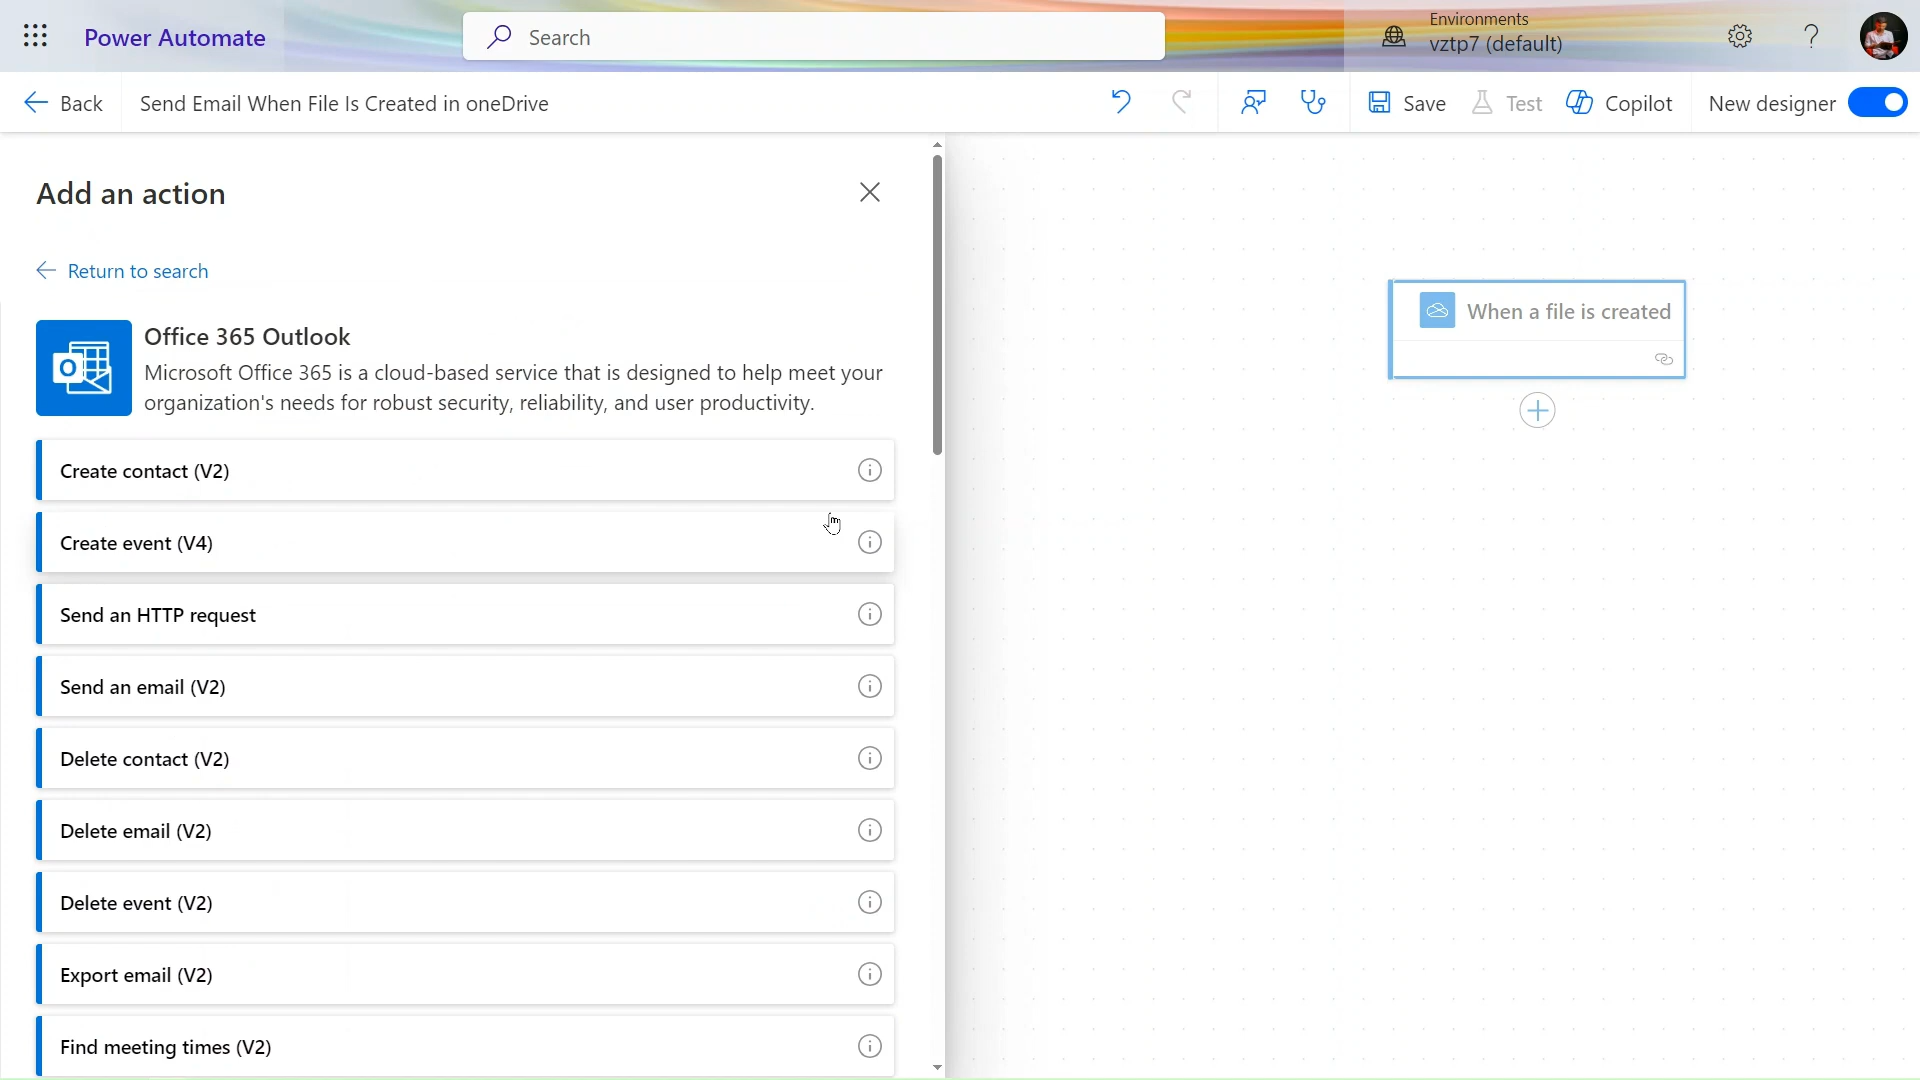 Power Automate
Search
Environments
vztp7 (default)
Back
Send Email When File Is Created in oneDrive
Save
Test
Copilot
New designer
Add an action
Return to search
Office 365 Outlook
Microsoft Office 365 is a cloud-based service that is designed to help meet your
organization's needs for robust security, reliability, and user productivity.
Create contact (V2)
Create event (V4)
Send an HTTP request
Send an email (V2)
Delete contact (V2)
Delete email (V2)
Delete event (V2)
Export email (V2)
Find meeting times (V2)
When a file is created